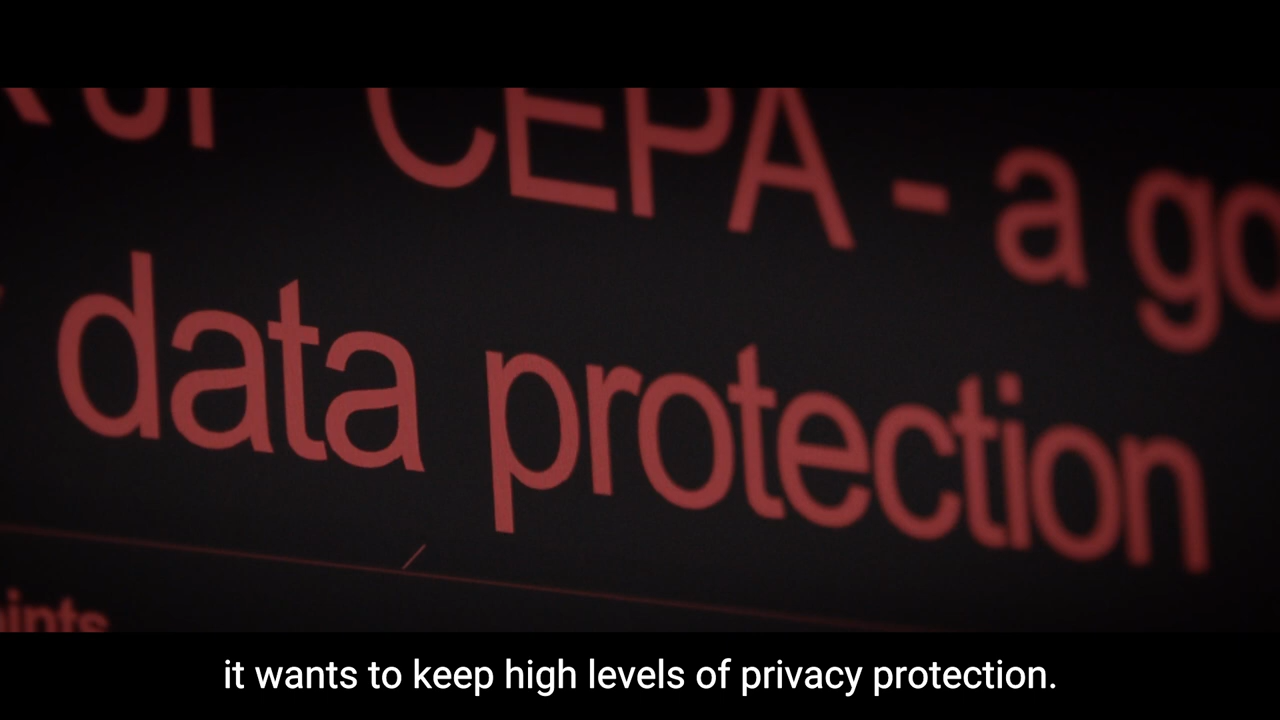 CEPA - a
data protection
it wants to keep high levels of privacy protection.